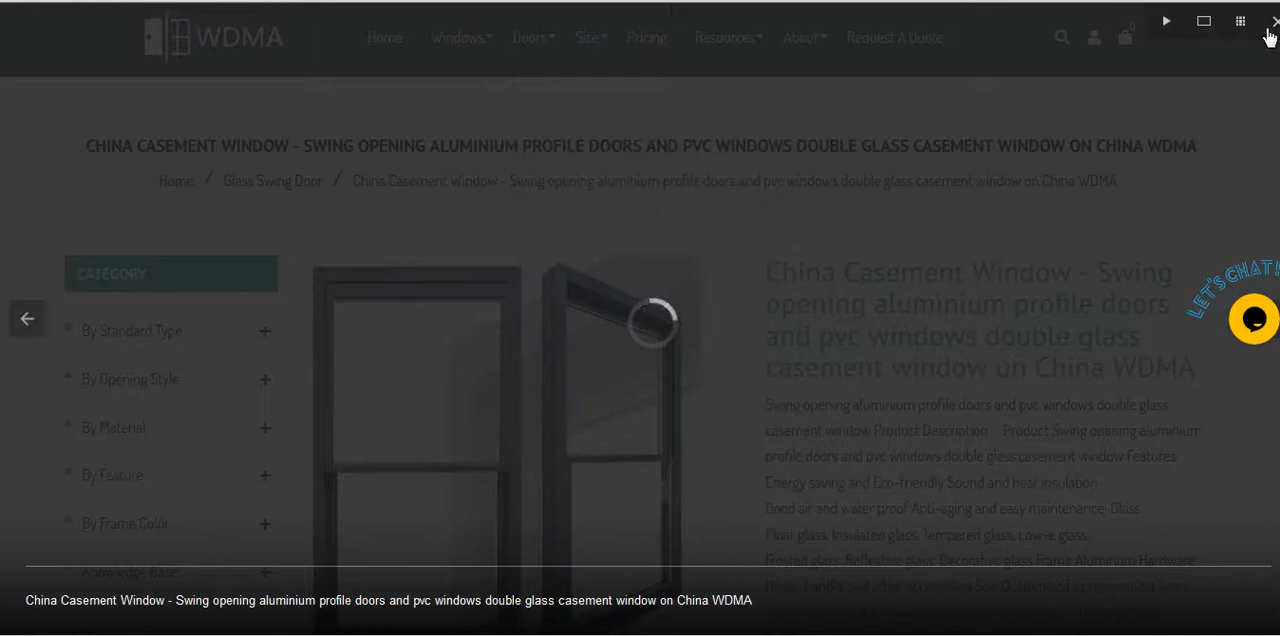 WDMA
Home Windows Doors Size Pricing Resources About Request A Quote
0
CHINA CASEMENT WINDOW - SWING OPENING ALUMINIUM PROFILE DOORS AND PVC WINDOWS DOUBLE GLASS CASEMENT WINDOW ON CHINA WDMA
Home / Glass Swing Door / China Casement Window - Swing opening aluminium profile doors and pvc windows double glass casement window on China WDMA
LET'S CHAT!
CATEGORY
By Standard Type +
By Opening Style +
By Material +
By Feature +
By Frame Color +
Knowledge Base +
China Casement Window - Swing
opening aluminium profile doors
and pvc windows double glass
casement window on China WDMA
Swing opening aluminium profile doors and pvc windows double glass
casement window Product Description Product Swing opening aluminium
profile doors and pvc windows double glass casement window Features
Energy saving and Eco-friendly Sound and heat insulation
Good air and water proof Anti-aging and easy maintenance Glass
Float glass, Insulated glass, Tempered glass, Low-e glass,
Frosted glass, Reflective glass, Decorative glass Frame Aluminum Hardware
China Casement Window - Swing opening aluminium profile doors and pvc windows double glass casement window on China WDMA